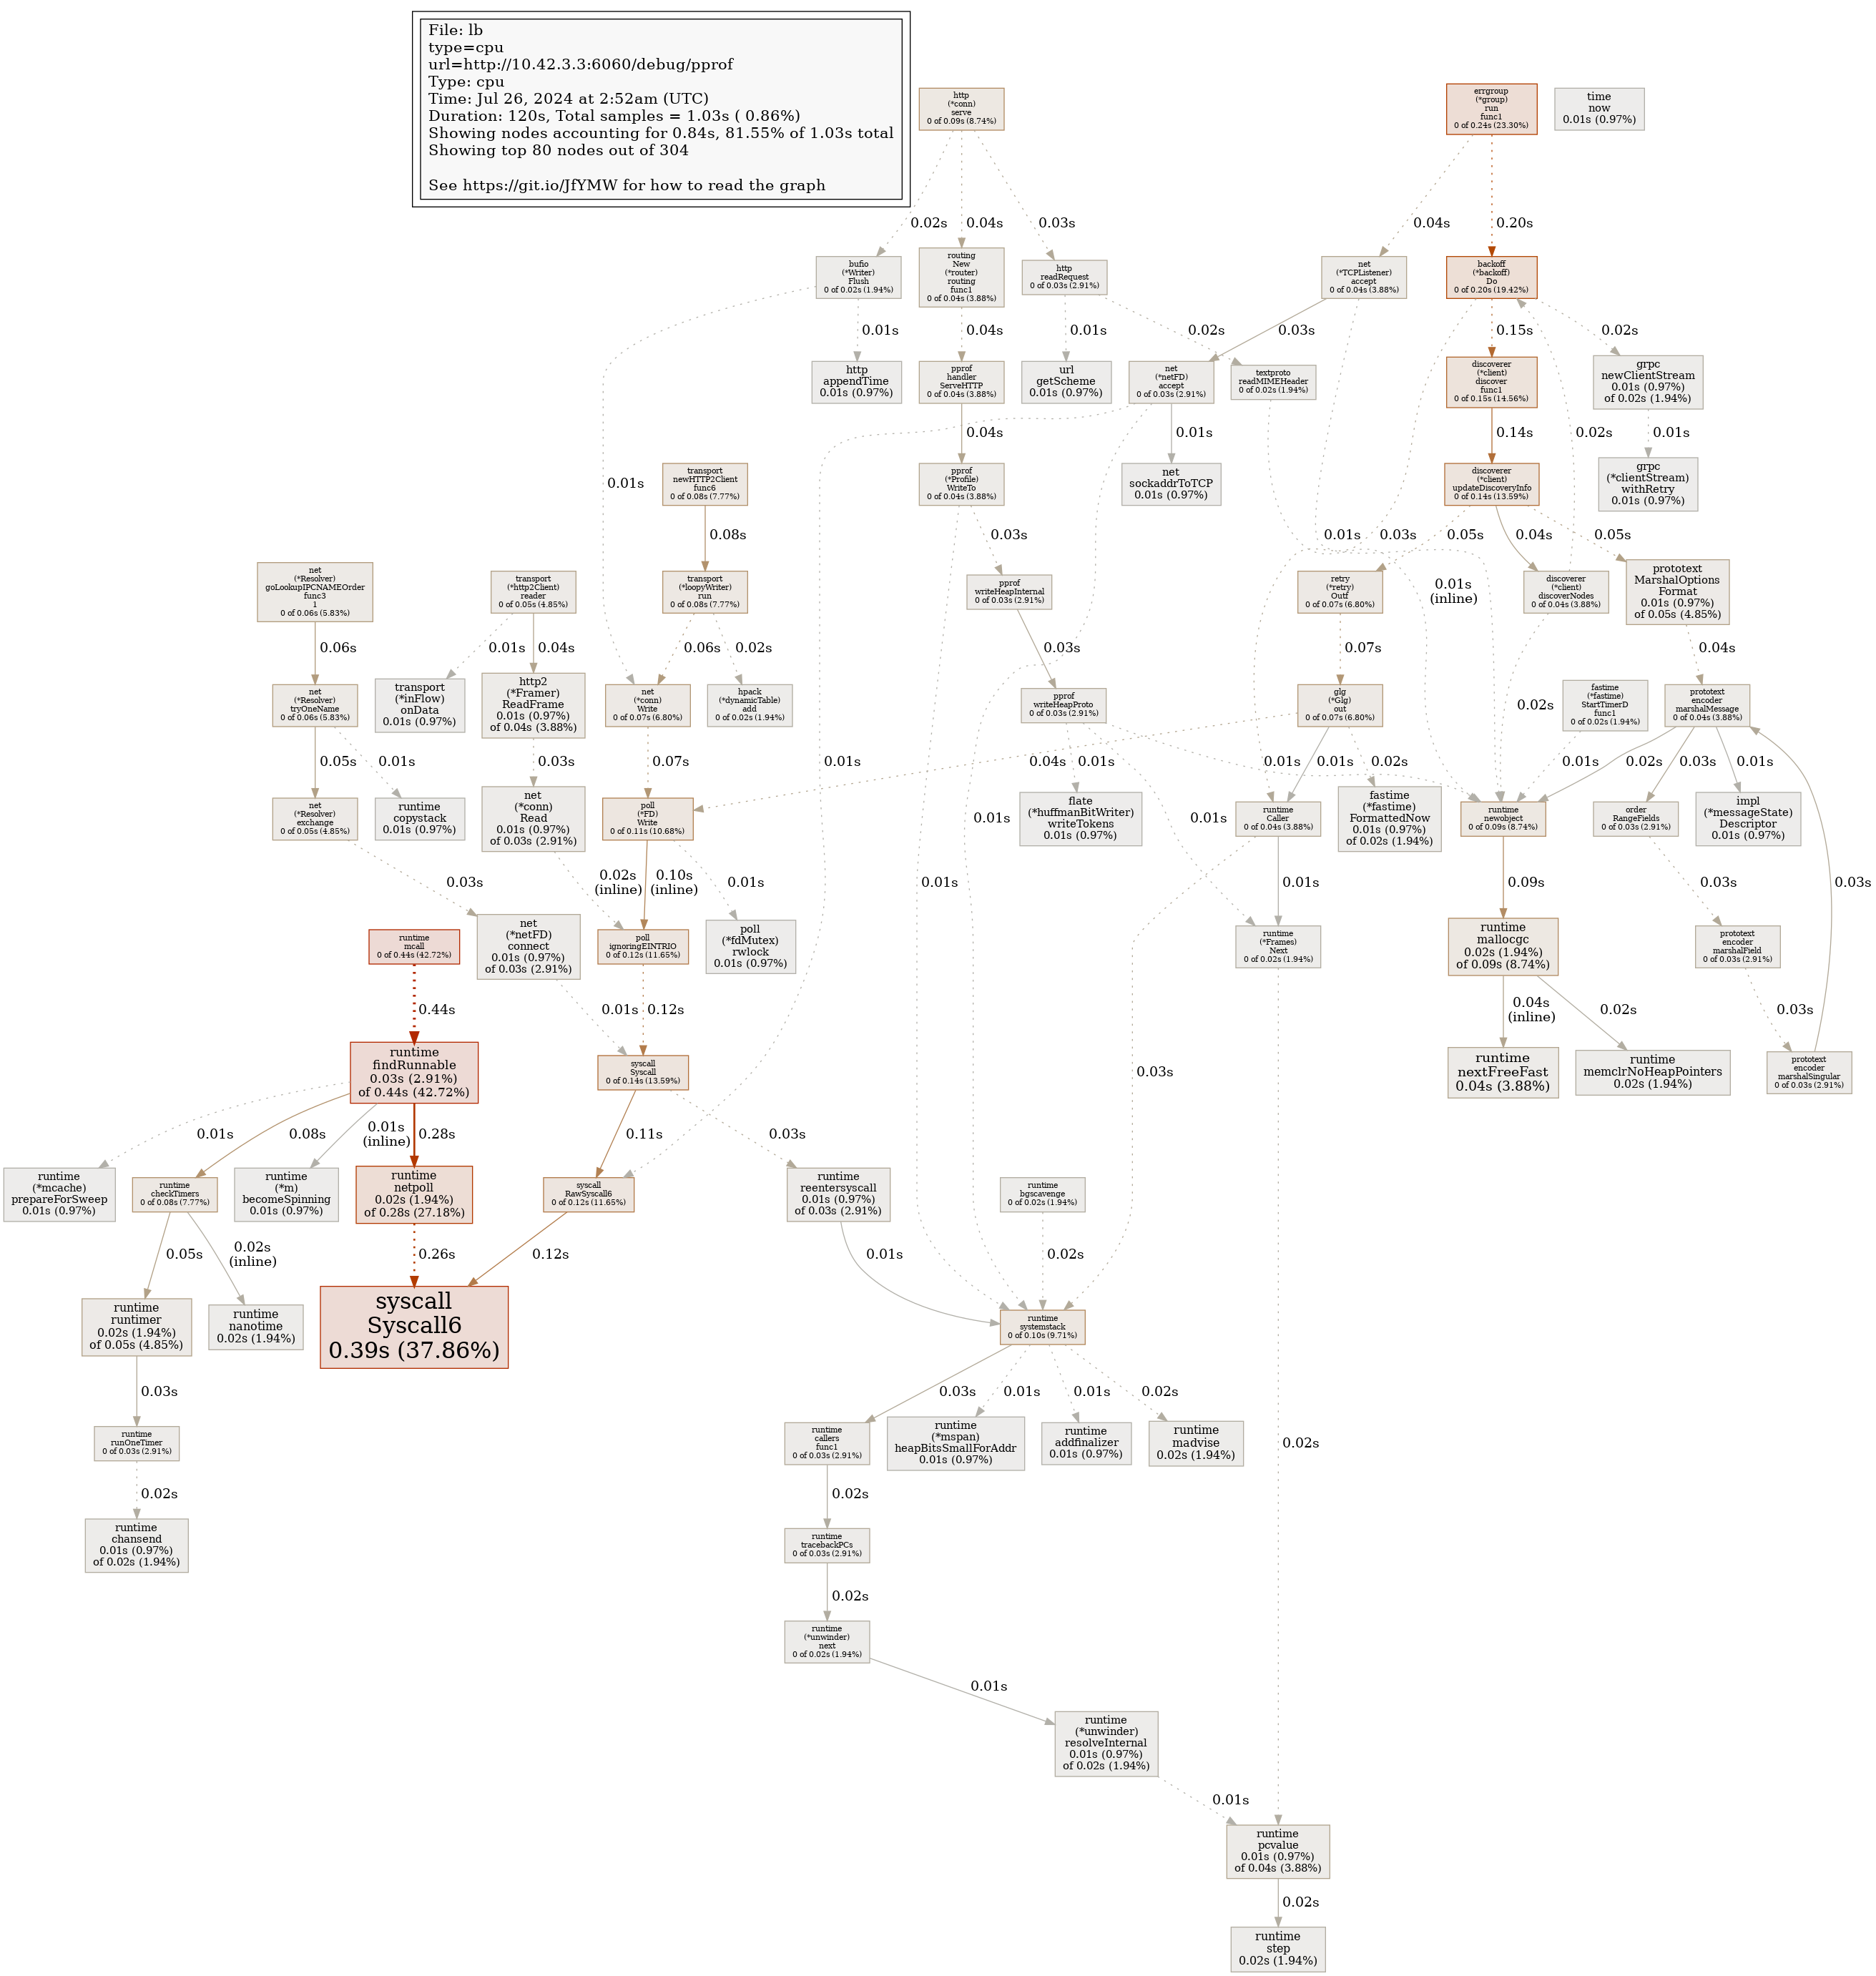 File: lb
type=cpu
url=http://10.42.3.3:6060/debug/pprof
Type: cpu
Time: Jul 26, 2024 at 2:52am (UTC)
Duration: 120s, Total samples = 1.03s ( 0.86%)
Showing nodes accounting for 0.84s, 81.55% of 1.03s total
Showing top 80 nodes out of 304
See https://git.io/JfYMW for how to read the graph
http
(*conn)
serve
0 of 0.09s (8.74%)
errgroup
(*group)
run
func1
0 of 0.24s (23.30%)
time
now
0.01s (0.97%)
0.02s
0.04s
0.03s
0.04s
0.20s
bufio
(*Writer)
Flush
0 of 0.02s (1.94%)
routing
New
(*router)
routing
func1
0 of 0.04s (3.88%)
http
readRequest
0 of 0.03s (2.91%)
net
(*TCPListener)
accept
0 of 0.04s (3.88%)
backoff
(*backoff)
Do
0 of 0.20s (19.42%)
0.01s
0.04s
0.01s
0.02s
0.03s
0.15s
0.02s
http
appendTime
0.01s (0.97%)
pprof
handler
ServeHTTP
0 of 0.04s (3.88%)
url
getScheme
0.01s (0.97%)
net
(*netFD)
accept
0 of 0.03s (2.91%)
textproto
readMIMEHeader
0 of 0.02s (1.94%)
discoverer
(*client)
discover
func1
0 of 0.15s (14.56%)
grpc
newClientStream
0.01s (0.97%)
of 0.02s (1.94%)
0.04s
0.01s
0.14s
0.02s
0.01s
transport
newHTTP2Client
func6
0 of 0.08s (7.77%)
0.01s
pprof
(*Profile)
WriteTo
0 of 0.04s (3.88%)
net
sockaddrToTCP
0.01s (0.97%)
discoverer
(*client)
updateDiscoveryInfo
0 of 0.14s (13.59%)
grpc
(*clientStream)
withRetry
0.01s (0.97%)
0.08s
0.03s
0.01s
0.03s
0.05s
0.04s
0.05s
net
(*Resolver)
goLookupIPCNAMEOrder
func3
1
0 of 0.06s (5.83%)
transport
(*http2Client)
reader
0 of 0.05s (4.85%)
transport
(*loopyWriter)
run
0 of 0.08s (7.77%)
pprof
writeHeapInternal
0 of 0.03s (2.91%)
retry
(*retry)
Outf
0 of 0.07s (6.80%)
0.01s
(inline)
discoverer
(*client)
discoverNodes
0 of 0.04s (3.88%)
prototext
MarshalOptions
Format
0.01s (0.97%)
of 0.05s (4.85%)
0.06s
0.01s
0.04s
0.06s
0.02s
0.03s
0.07s
0.04s
net
(*Resolver)
tryOneName
0 of 0.06s (5.83%)
transport
(*inFlow)
onData
0.01s (0.97%)
http2
(*Framer)
ReadFrame
0.01s (0.97%)
of 0.04s (3.88%)
net
(*conn)
Write
0 of 0.07s (6.80%)
hpack
(*dynamicTable)
add
0 of 0.02s (1.94%)
pprof
writeHeapProto
0 of 0.03s (2.91%)
glg
(*Glg)
out
0 of 0.07s (6.80%)
0.02s
fastime
(*fastime)
StartTimerD
func1
0 of 0.02s (1.94%)
prototext
encoder
marshalMessage
0 of 0.04s (3.88%)
0.05s
0.01s
0.03s
0.07s
0.01s
0.04s
0.01s
0.01s
0.01s
0.02s
0.01s
0.02s
0.03s
0.01s
net
(*Resolver)
exchange
0 of 0.05s (4.85%)
runtime
copystack
0.01s (0.97%)
net
(*conn)
Read
0.01s (0.97%)
of 0.03s (2.91%)
poll
(*FD)
Write
0 of 0.11s (10.68%)
0.01s
flate
(*huffmanBitWriter)
writeTokens
0.01s (0.97%)
0.01s
runtime
Caller
0 of 0.04s (3.88%)
fastime
(*fastime)
FormattedNow
0.01s (0.97%)
of 0.02s (1.94%)
runtime
newobject
0 of 0.09s (8.74%)
order
RangeFields
0 of 0.03s (2.91%)
impl
(*messageState)
Descriptor
0.01s (0.97%)
0.03s
0.02s
(inline)
0.10s
(inline)
0.01s
0.01s
0.01s
0.09s
0.03s
0.03s
runtime
mcall
0 of 0.44s (42.72%)
net
(*netFD)
connect
0.01s (0.97%)
of 0.03s (2.91%)
poll
ignoringEINTRIO
0 of 0.12s (11.65%)
poll
(*fdMutex)
rwlock
0.01s (0.97%)
runtime
(*Frames)
Next
0 of 0.02s (1.94%)
runtime
mallocgc
0.02s (1.94%)
of 0.09s (8.74%)
prototext
encoder
marshalField
0 of 0.03s (2.91%)
0.44s
0.01s
0.12s
0.04s
(inline)
0.02s
0.03s
runtime
findRunnable
0.03s (2.91%)
of 0.44s (42.72%)
syscall
Syscall
0 of 0.14s (13.59%)
0.03s
runtime
nextFreeFast
0.04s (3.88%)
runtime
memclrNoHeapPointers
0.02s (1.94%)
prototext
encoder
marshalSingular
0 of 0.03s (2.91%)
0.01s
0.08s
0.01s
(inline)
0.28s
0.11s
0.03s
runtime
(*mcache)
prepareForSweep
0.01s (0.97%)
runtime
checkTimers
0 of 0.08s (7.77%)
runtime
(*m)
becomeSpinning
0.01s (0.97%)
runtime
netpoll
0.02s (1.94%)
of 0.28s (27.18%)
syscall
RawSyscall6
0 of 0.12s (11.65%)
runtime
reentersyscall
0.01s (0.97%)
of 0.03s (2.91%)
runtime
bgscavenge
0 of 0.02s (1.94%)
0.05s
0.02s
(inline)
0.26s
0.12s
0.01s
0.02s
runtime
runtimer
0.02s (1.94%)
of 0.05s (4.85%)
runtime
nanotime
0.02s (1.94%)
syscall
Syscall6
0.39s (37.86%)
runtime
systemstack
0 of 0.10s (9.71%)
0.03s
0.03s
0.01s
0.01s
0.02s
runtime
runOneTimer
0 of 0.03s (2.91%)
runtime
callers
func1
0 of 0.03s (2.91%)
runtime
(*mspan)
heapBitsSmallForAddr
0.01s (0.97%)
runtime
addfinalizer
0.01s (0.97%)
runtime
madvise
0.02s (1.94%)
0.02s
0.02s
0.02s
runtime
chansend
0.01s (0.97%)
of 0.02s (1.94%)
runtime
tracebackPCs
0 of 0.03s (2.91%)
0.02s
runtime
(*unwinder)
next
0 of 0.02s (1.94%)
0.01s
runtime
(*unwinder)
resolveInternal
0.01s (0.97%)
of 0.02s (1.94%)
0.01s
runtime
pcvalue
0.01s (0.97%)
of 0.04s (3.88%)
0.02s
runtime
step
0.02s (1.94%)